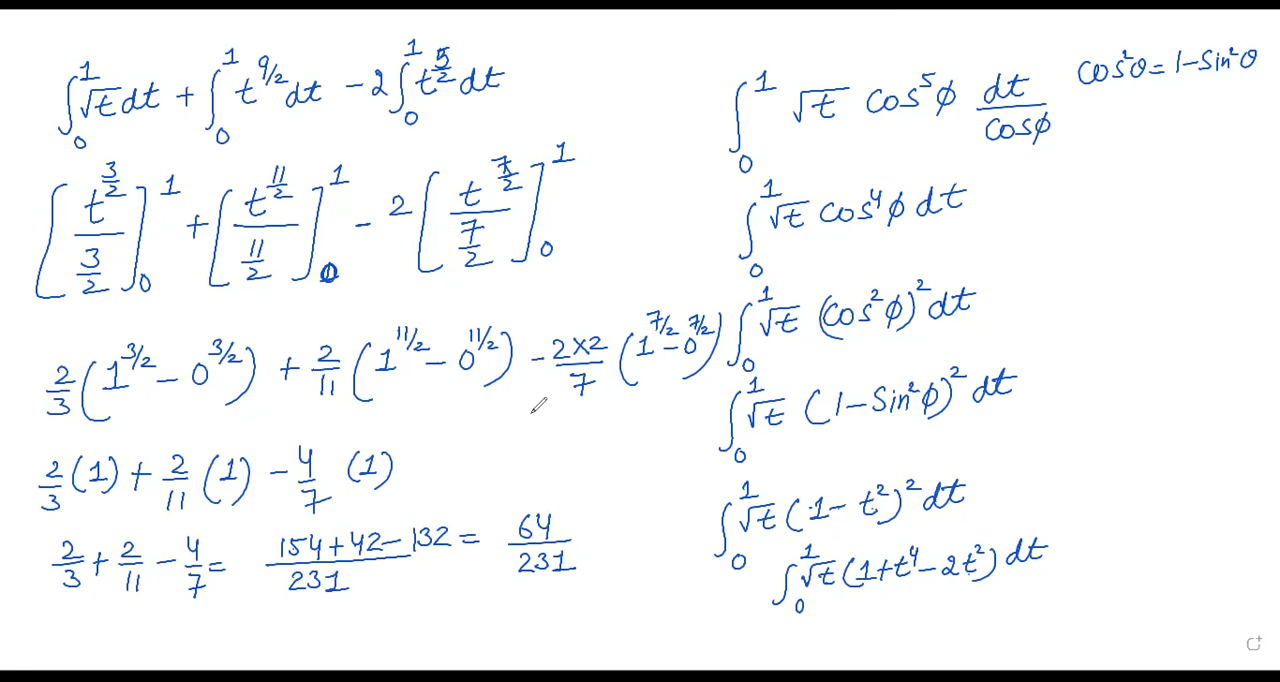 ∫₀¹ √t dt + ∫₀¹ t^{9/2} dt - 2∫₀¹ t^{5/2} dt
[t^{3/2} / (3/2)]₀¹ + [t^{11/2} / (11/2)]₀¹ - 2[t^{7/2} / (7/2)]₀¹
2/3 (1^{3/2} - 0^{3/2}) + 2/11 (1^{11/2} - 0^{11/2}) - 2×2/7 (1^{7/2} - 0^{7/2})
2/3 (1) + 2/11 (1) - 4/7 (1)
2/3 + 2/11 - 4/7 = (154+42-132)/231 = 64/231
cos²θ = 1-Sin²θ
∫₀¹ √t cos⁵φ dt/cosφ
∫₀¹ √t cos⁴φ dt
∫₀¹ √t (cos²φ)² dt
∫₀¹ √t (1-Sin²φ)² dt
∫₀¹ √t (1-t²)² dt
∫₀¹ √t (1+t⁴-2t²) dt